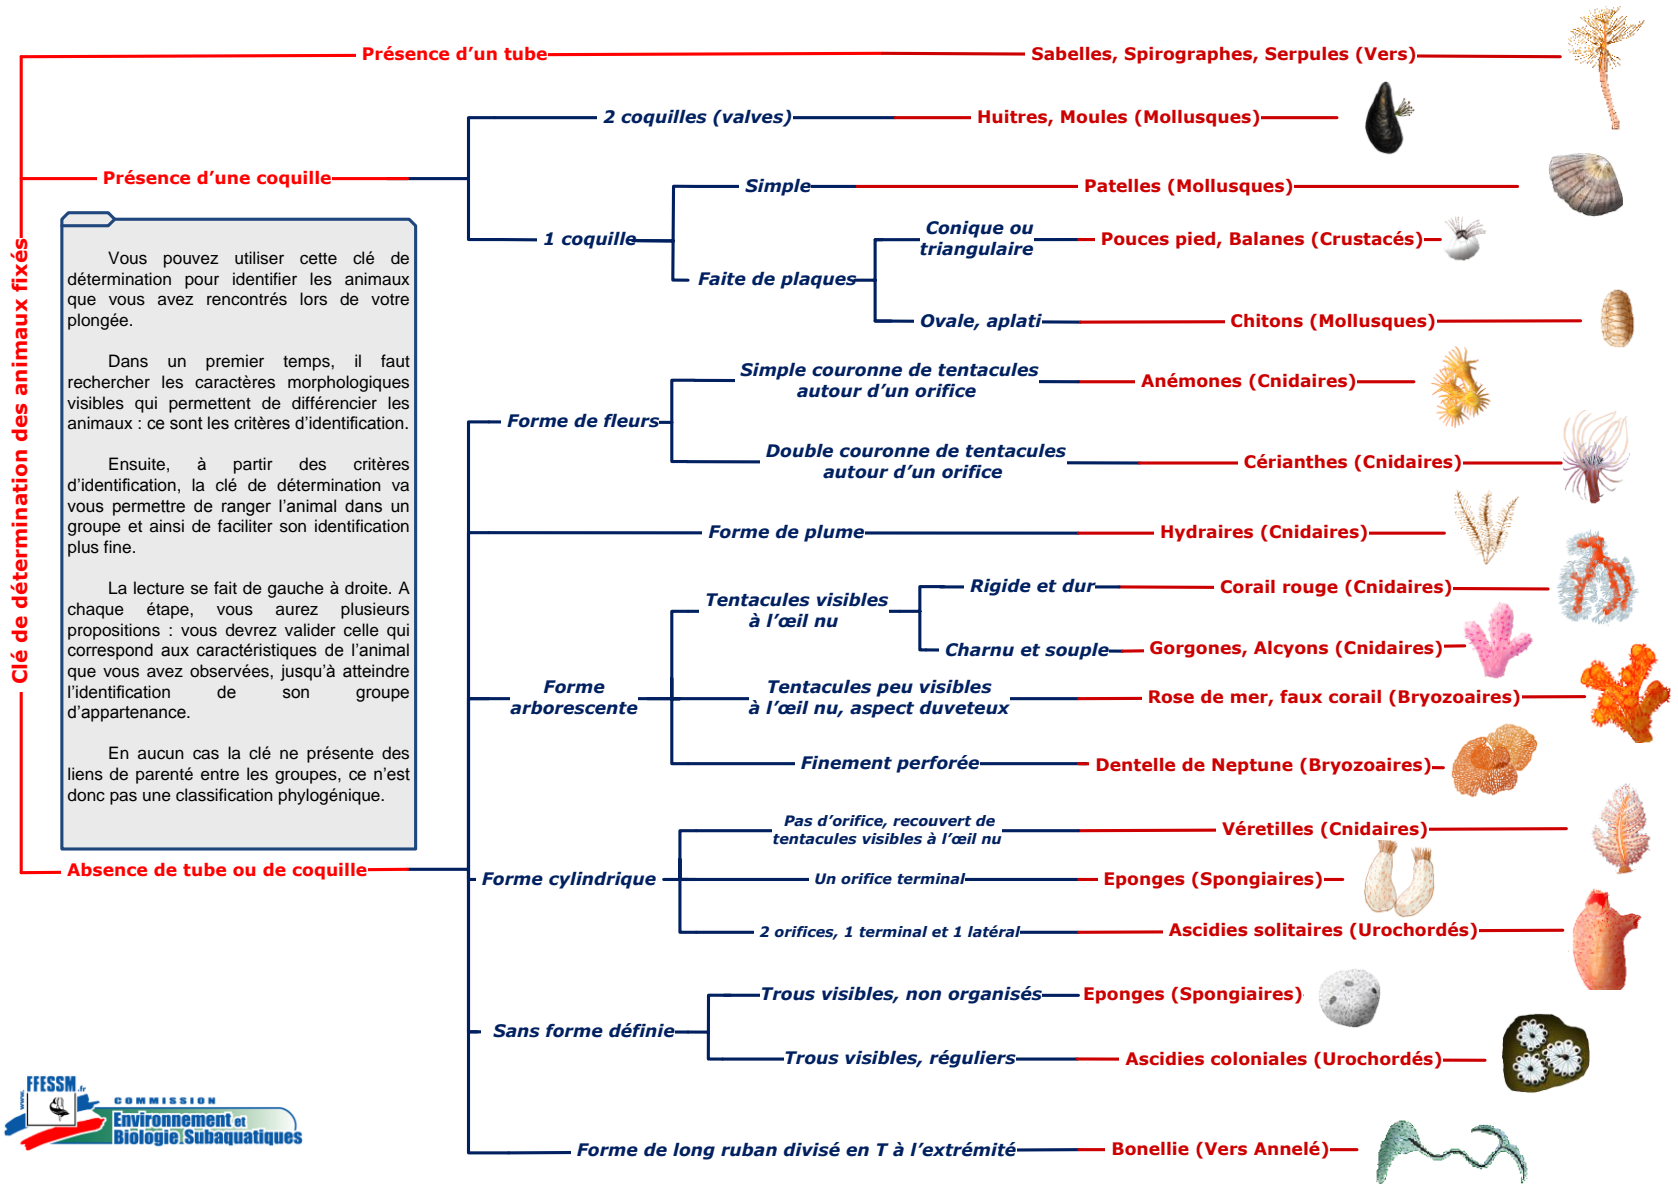 Clé de détermination des animaux fixés
Présence d’un tube
Sabelles, Spirographes, Serpules (Vers)
Présence d’une coquille
2 coquilles (valves)
Huitres, Moules (Mollusques)
1 coquille
Simple
Patelles (Mollusques)
Faite de plaques
Conique ou
triangulaire
Pouces pied, Balanes (Crustacés)
Ovale, aplati
Chitons (Mollusques)
Vous pouvez utiliser cette clé de
détermination pour identifier les animaux
que vous avez rencontrés lors de votre
plongée.
Dans un premier temps, il faut
rechercher les caractères morphologiques
visibles qui permettent de différencier les
animaux : ce sont les critères d’identification.
Ensuite, à partir des critères
d’identification, la clé de détermination va
vous permettre de ranger l’animal dans un
groupe et ainsi de faciliter son identification
plus fine.
La lecture se fait de gauche à droite. A
chaque étape, vous aurez plusieurs
propositions : vous devrez valider celle qui
correspond aux caractéristiques de l’animal
que vous avez observées, jusqu’à atteindre
l’identification de son groupe
d’appartenance.
En aucun cas la clé ne présente des
liens de parenté entre les groupes, ce n’est
donc pas une classification phylogénique.
Absence de tube ou de coquille
Forme de fleurs
Simple couronne de tentacules
autour d’un orifice
Anémones (Cnidaires)
Double couronne de tentacules
autour d’un orifice
Cérianthes (Cnidaires)
Forme de plume
Hydraires (Cnidaires)
Forme
arborescente
Tentacules visibles
à l’œil nu
Rigide et dur
Corail rouge (Cnidaires)
Charnu et souple
Gorgones, Alcyons (Cnidaires)
Tentacules peu visibles
à l’œil nu, aspect duveteux
Rose de mer, faux corail (Bryozoaires)
Finement perforée
Dentelle de Neptune (Bryozoaires)
Forme cylindrique
Pas d’orifice, recouvert de
tentacules visibles à l’œil nu
Véretilles (Cnidaires)
Un orifice terminal
Eponges (Spongiaires)
2 orifices, 1 terminal et 1 latéral
Ascidies solitaires (Urochordés)
Sans forme définie
Trous visibles, non organisés
Eponges (Spongiaires)
Trous visibles, réguliers
Ascidies coloniales (Urochordés)
Forme de long ruban divisé en T à l’extrémité
Bonellie (Vers Annelé)
www.
FFESSM.fr
COMMISSION
Environnement et
Biologie Subaquatiques